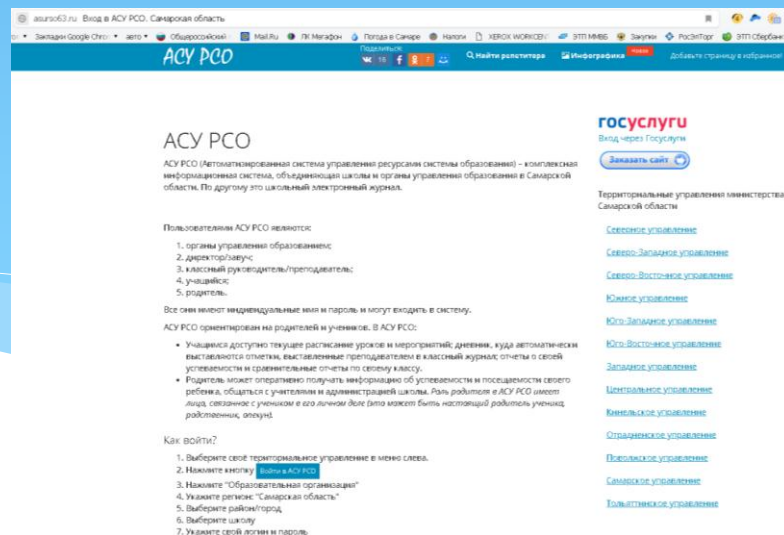 asurso63.ru Вход в АСУ РСО. Самарская область
Закладки Google Chro авто Общероссийский Mail.Ru ЛК Мегафон Погода в Самаре Налоги XEROX WORKCEN ЭТП ММВБ Закупки РосЭлТорг ЭТП Сбербанк
АСУ РСО
Поделиться:
16 7
Найти репетитора
Инфографика
Новое
Добавьте страницу в избранное!
АСУ РСО
АСУ РСО (Автоматизированная система управления ресурсами системы образования) – комплексная
информационная система, объединяющая школы и органы управления образования в Самарской
области. По другому это школьный электронный журнал.
Пользователями АСУ РСО являются:
1. органы управления образованием;
2. директор/завуч;
3. классный руководитель/преподаватель;
4. учащийся;
5. родитель.
Все они имеют индивидуальные имя и пароль и могут входить в систему.
АСУ РСО ориентирован на родителей и учеников. В АСУ РСО:
• Учащимся доступно текущее расписание уроков и мероприятий; дневник, куда автоматически
выставляются отметки, выставленные преподавателем в классный журнал; отчеты о своей
успеваемости и сравнительные отчеты по своему классу.
• Родитель может оперативно получать информацию об успеваемости и посещаемости своего
ребенка, общаться с учителями и администрацией школы. Роль родителя в АСУ РСО имеет
лицо, связанное с учеником в его личном деле (это может быть настоящий родитель ученика,
родственник, опекун).
Как войти?
1. Выберите своё территориальное управление в меню слева.
2. Нажмите кнопку Войти в АСУ РСО
3. Нажмите "Образовательная организация"
4. Укажите регион: "Самарская область"
5. Выберите район/город
6. Выберите школу
7. Укажите свой логин и пароль
госуслуги
Вход через Госуслуги
Заказать сайт
Территориальные управления министерства
Самарской области
Северное управление
Северо-Западное управление
Северо-Восточное управление
Южное управление
Юго-Западное управление
Юго-Восточное управление
Западное управление
Центральное управление
Кинельское управление
Отрадненское управление
Поволжское управление
Самарское управление
Тольяттинское управление